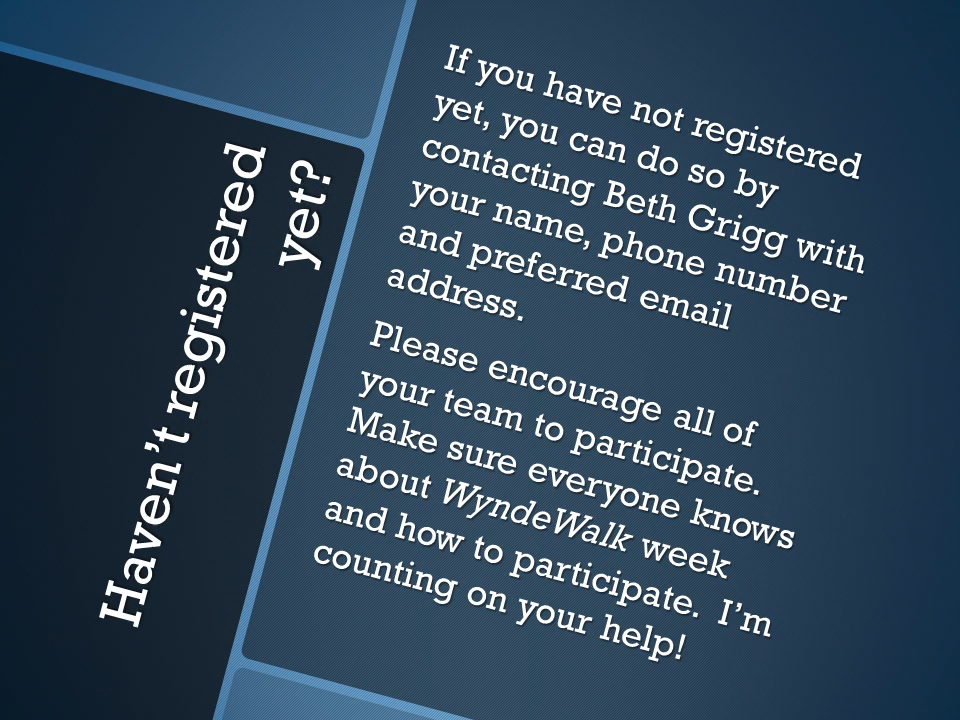 Haven't registered
yet?
If you have not registered
yet, you can do so by
contacting Beth Grigg with
your name, phone number
and preferred email
address.
Please encourage all of
your team to participate.
Make sure everyone knows
about WyndeWalk week
and how to participate.  I'm
counting on your help!